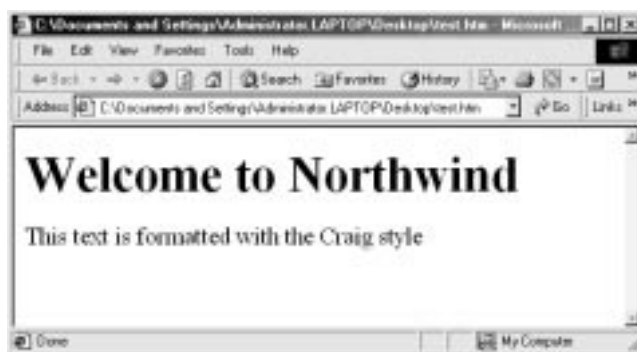 C:\Documents and Settings\Administrator.LAPTOP\Desktop\test.htm - Microsoft
File Edit View Favorites Tools Help
Back Search Favorites History
Address C:\Documents and Settings\Administrator.LAPTOP\Desktop\test.htm Go Links »
Welcome to Northwind
This text is formatted with the Craig style
Done My Computer